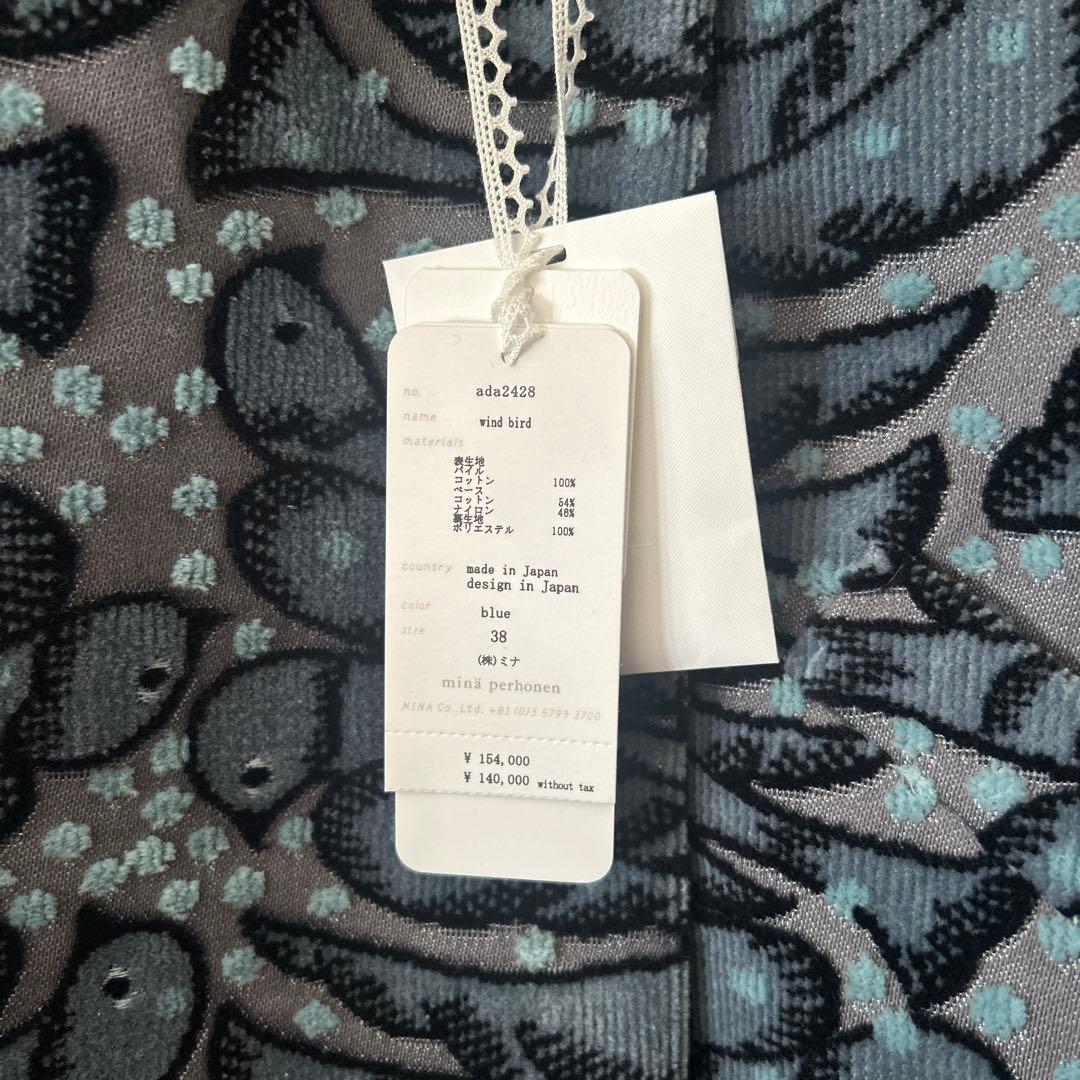 no. ada2428
name wind bird
materials
表生地
パイル
コットン 100%
ベース
コットン 54%
ナイロン 46%
裏生地
ポリエステル 100%
country made in Japan
design in Japan
color blue
size 38
(株)ミナ
minä perhonen
MINA Co.,Ltd. +81 (0)3 5793 3700
¥ 154,000
¥ 140,000 without tax